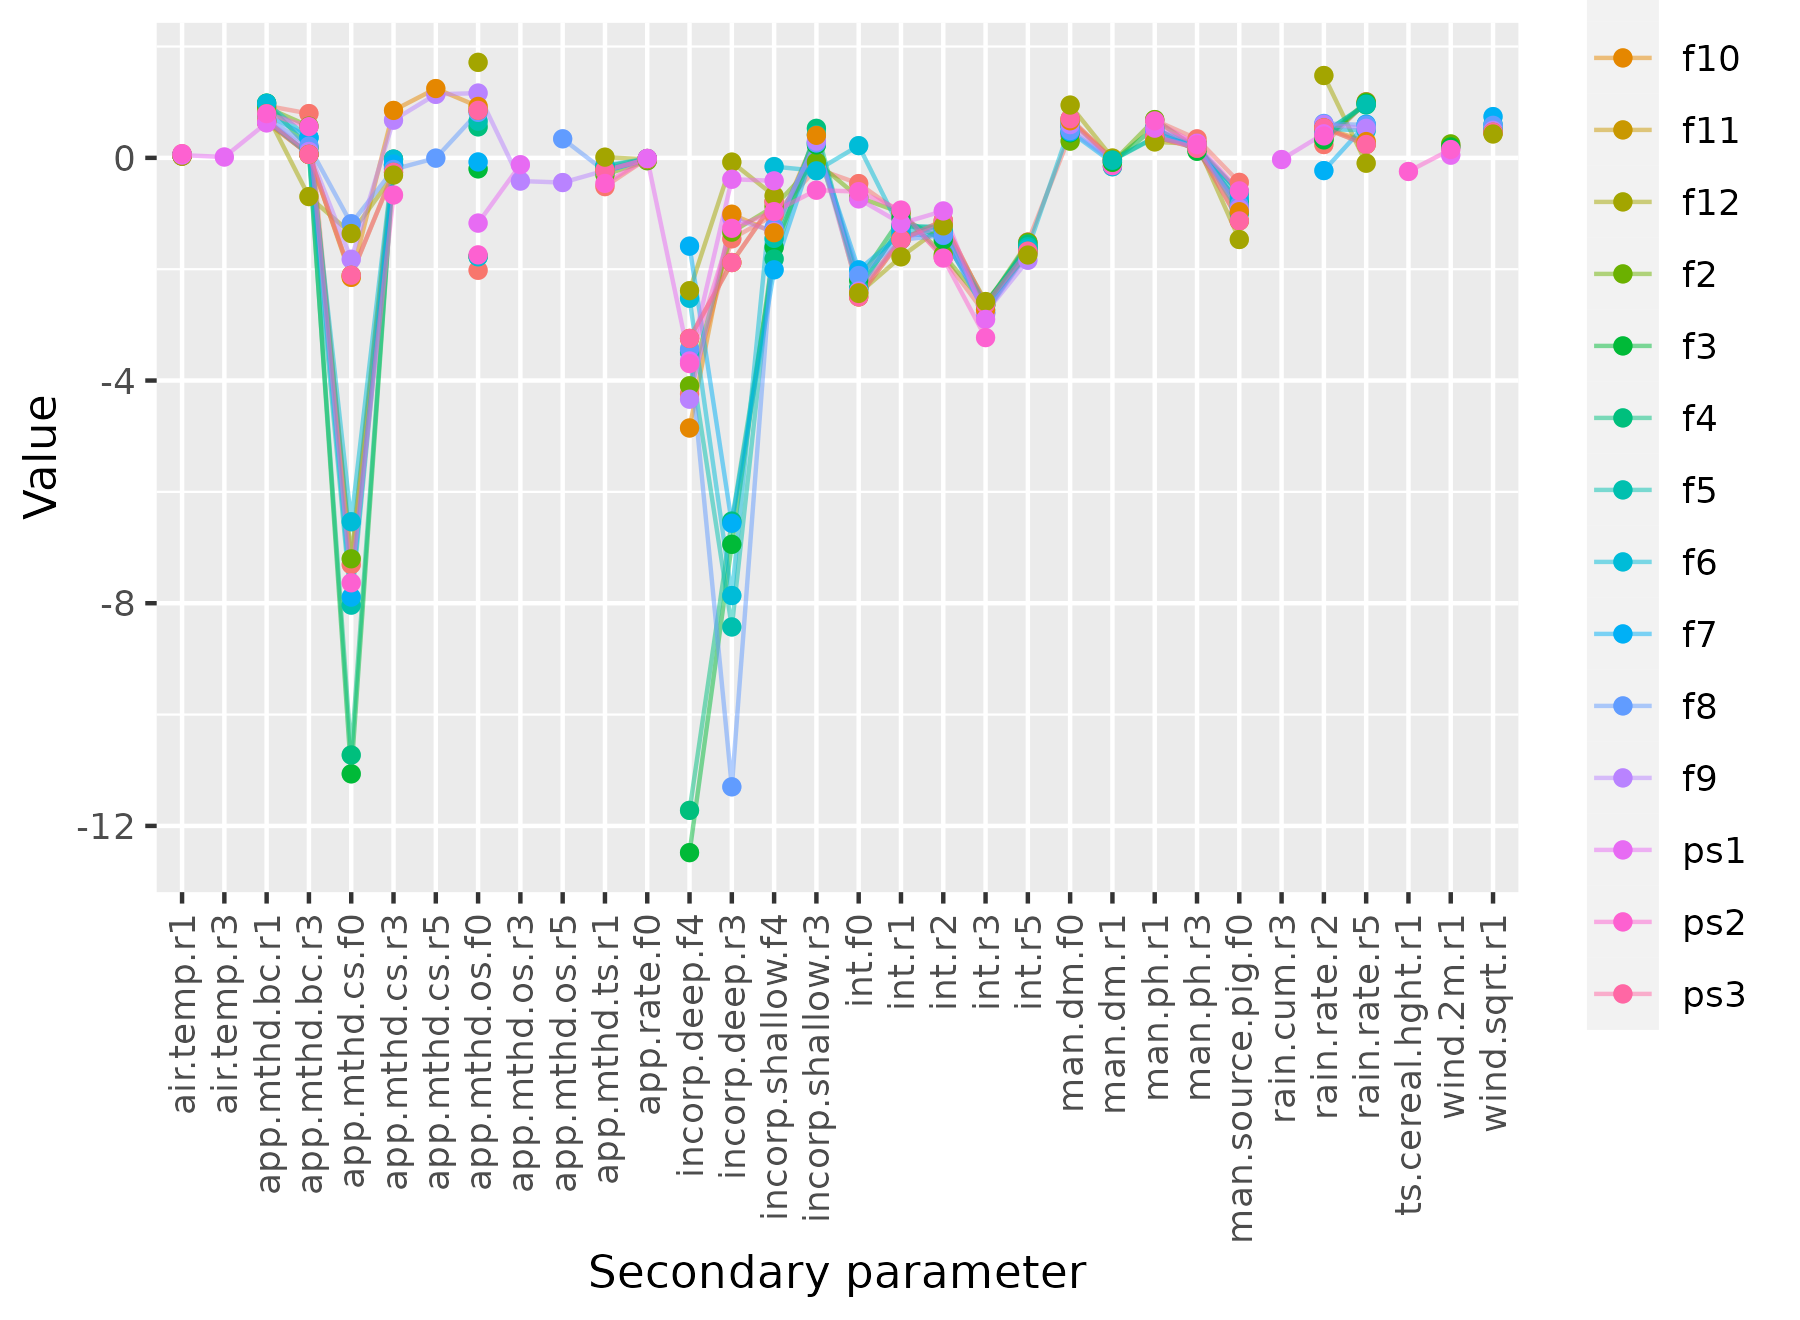 Value
0
-4
-8
-12
air.temp.r1
air.temp.r3
app.mthd.bc.r1
app.mthd.bc.r3
app.mthd.cs.f0
app.mthd.cs.r3
app.mthd.cs.r5
app.mthd.os.f0
app.mthd.os.r3
app.mthd.os.r5
app.mthd.ts.r1
app.rate.f0
incorp.deep.f4
incorp.deep.r3
incorp.shallow.f4
incorp.shallow.r3
int.f0
int.r1
int.r2
int.r3
int.r5
man.dm.f0
man.dm.r1
man.ph.r1
man.ph.r3
man.source.pig.f0
rain.cum.r3
rain.rate.r2
rain.rate.r5
ts.cereal.hght.r1
wind.2m.r1
wind.sqrt.r1
Secondary parameter
f10
f11
f12
f2
f3
f4
f5
f6
f7
f8
f9
ps1
ps2
ps3